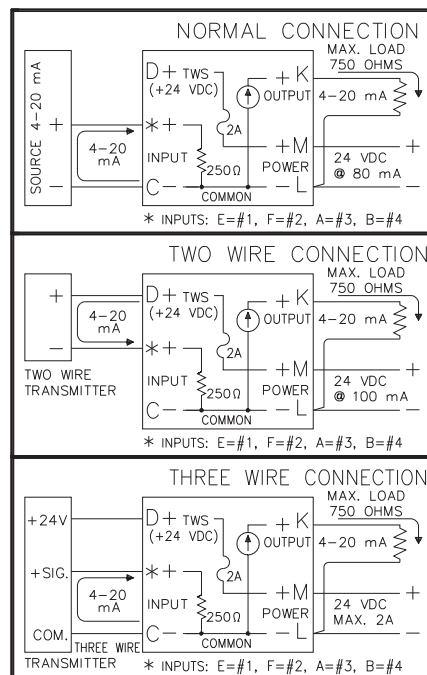 NORMAL CONNECTION
MAX. LOAD
750 OHMS
SOURCE 4-20 mA
+
-
4-20
mA
D + TWS
(+24 VDC)
* +
INPUT
250Ω
C -
COMMON
2A
+ K
OUTPUT
4-20 mA
+M
POWER
-L
24 VDC
@ 80 mA
+
-
* INPUTS: E=#1, F=#2, A=#3, B=#4
TWO WIRE CONNECTION
MAX. LOAD
750 OHMS
+
-
4-20
mA
TWO WIRE
TRANSMITTER
D + TWS
(+24 VDC)
* +
INPUT
250Ω
C -
COMMON
2A
+ K
OUTPUT
4-20 mA
+M
POWER
-L
24 VDC
@ 100 mA
+
-
* INPUTS: E=#1, F=#2, A=#3, B=#4
THREE WIRE CONNECTION
MAX. LOAD
750 OHMS
+24V
+SIG.
4-20
mA
COM.
THREE WIRE
TRANSMITTER
D + TWS
(+24 VDC)
* +
INPUT
250Ω
C -
COMMON
2A
+ K
OUTPUT
4-20 mA
+M
POWER
-L
24 VDC
MAX. 2A
+
-
* INPUTS: E=#1, F=#2, A=#3, B=#4